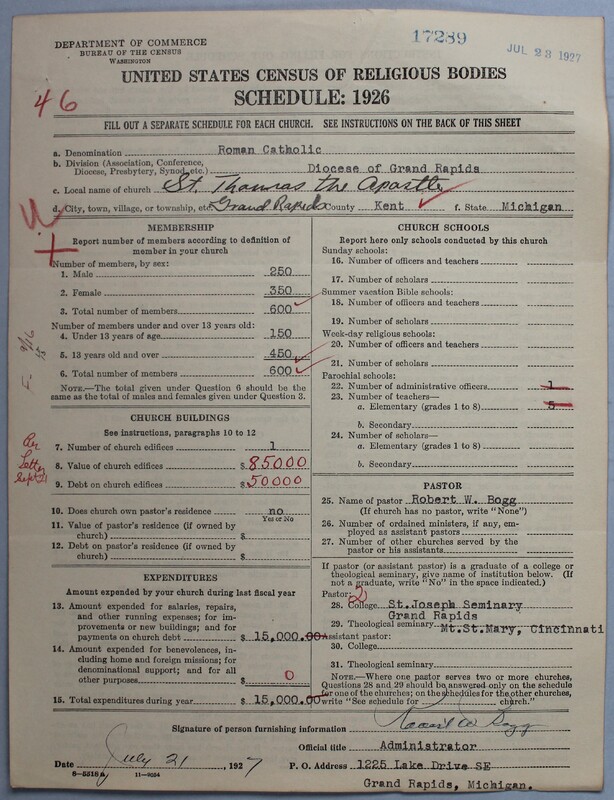 DEPARTMENT OF COMMERCE
BUREAU OF THE CENSUS
WASHINGTON
17289
JUL 23 1927
UNITED STATES CENSUS OF RELIGIOUS BODIES
SCHEDULE: 1926
46
FILL OUT A SEPARATE SCHEDULE FOR EACH CHURCH. SEE INSTRUCTIONS ON THE BACK OF THIS SHEET
a. Denomination Roman Catholic
b. Division (Association, Conference, Diocese, Presbytery, Synod, etc.) Diocese of Grand Rapids
c. Local name of church St. Thomas the Apostle
d. City, town, village, or township, etc. Grand Rapids County Kent f. State Michigan
MEMBERSHIP
Report number of members according to definition of
member in your church
Number of members, by sex:
1. Male 250
2. Female 350
3. Total number of members 600
Number of members under and over 13 years old:
4. Under 13 years of age 150
5. 13 years old and over 450
6. Total number of members 600
NOTE.—The total given under Question 6 should be
same as the total of males and females given under Question 3.
CHURCH BUILDINGS
See instructions, paragraphs 10 to 12
7. Number of church edifices 1
8. Value of church edifices $ 85000
9. Debt on church edifices $ 50000
Per
Letter
Sept 21
10. Does church own pastor's residence? no
Yes or No
11. Value of pastor's residence (if owned by
church) $
12. Debt on pastor's residence (if owned by
church) $
EXPENDITURES
Amount expended by your church during last fiscal year
13. Amount expended for salaries, repairs,
and other running expenses; for im-
provements or new buildings; and for
payments on church debt $ 15,000.00
14. Amount expended for benevolences, in-
cluding home and foreign missions; for
denominational support; and for all
other purposes $ 0
15. Total expenditures during year $ 15,000.00
CHURCH SCHOOLS
Report here only schools conducted by this church
Sunday schools:
16. Number of officers and teachers
17. Number of scholars
Summer vacation Bible schools:
18. Number of officers and teachers
19. Number of scholars
Week-day religious schools:
20. Number of officers and teachers
21. Number of scholars
Parochial schools:
22. Number of administrative officers 1
23. Number of teachers—
a. Elementary (grades 1 to 8) 5
b. Secondary
24. Number of scholars—
a. Elementary (grades 1 to 8)
b. Secondary
PASTOR
25. Name of pastor Robert W. Bogg
(If church has no pastor, write "None")
26. Number of ordained ministers, if any, em-
ployed as assistant pastors
27. Number of other churches served by the
pastor or his assistants
If pastor (or assistant pastor) is a graduate of a college or
theological seminary, give name of institution below. (If
not a graduate, write "No" in the space indicated.)
Pastor: 2
28. College St. Joseph Seminary
Grand Rapids
29. Theological seminary Mt.St.Mary, Cincinnati
Assistant pastor:
30. College
31. Theological seminary
NOTE.—Where one pastor serves two or more churches,
Questions 28 and 29 should be answered only on the schedule
for one of the churches; on the schedules for the other churches,
write "See schedule for church."
Signature of person furnishing information Robert W. Bogg
Official title Administrator
Date July 21 1927 P. O. Address 1225 Lake Drive SE
8-5318a 11-9034
Grand Rapids, Michigan.